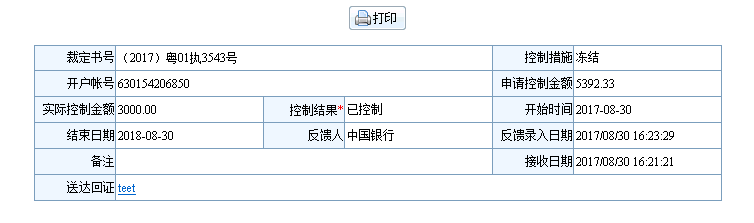 打印
裁定书号 （2017）粤01执3543号 控制措施 冻结
开户帐号 630154206850 申请控制金额 5392.33
实际控制金额 3000.00 控制结果* 已控制 开始时间 2017-08-30
结束日期 2018-08-30 反馈人 中国银行 反馈录入日期 2017/08/30 16:23:29
备注 接收日期 2017/08/30 16:21:21
送达回证 teet